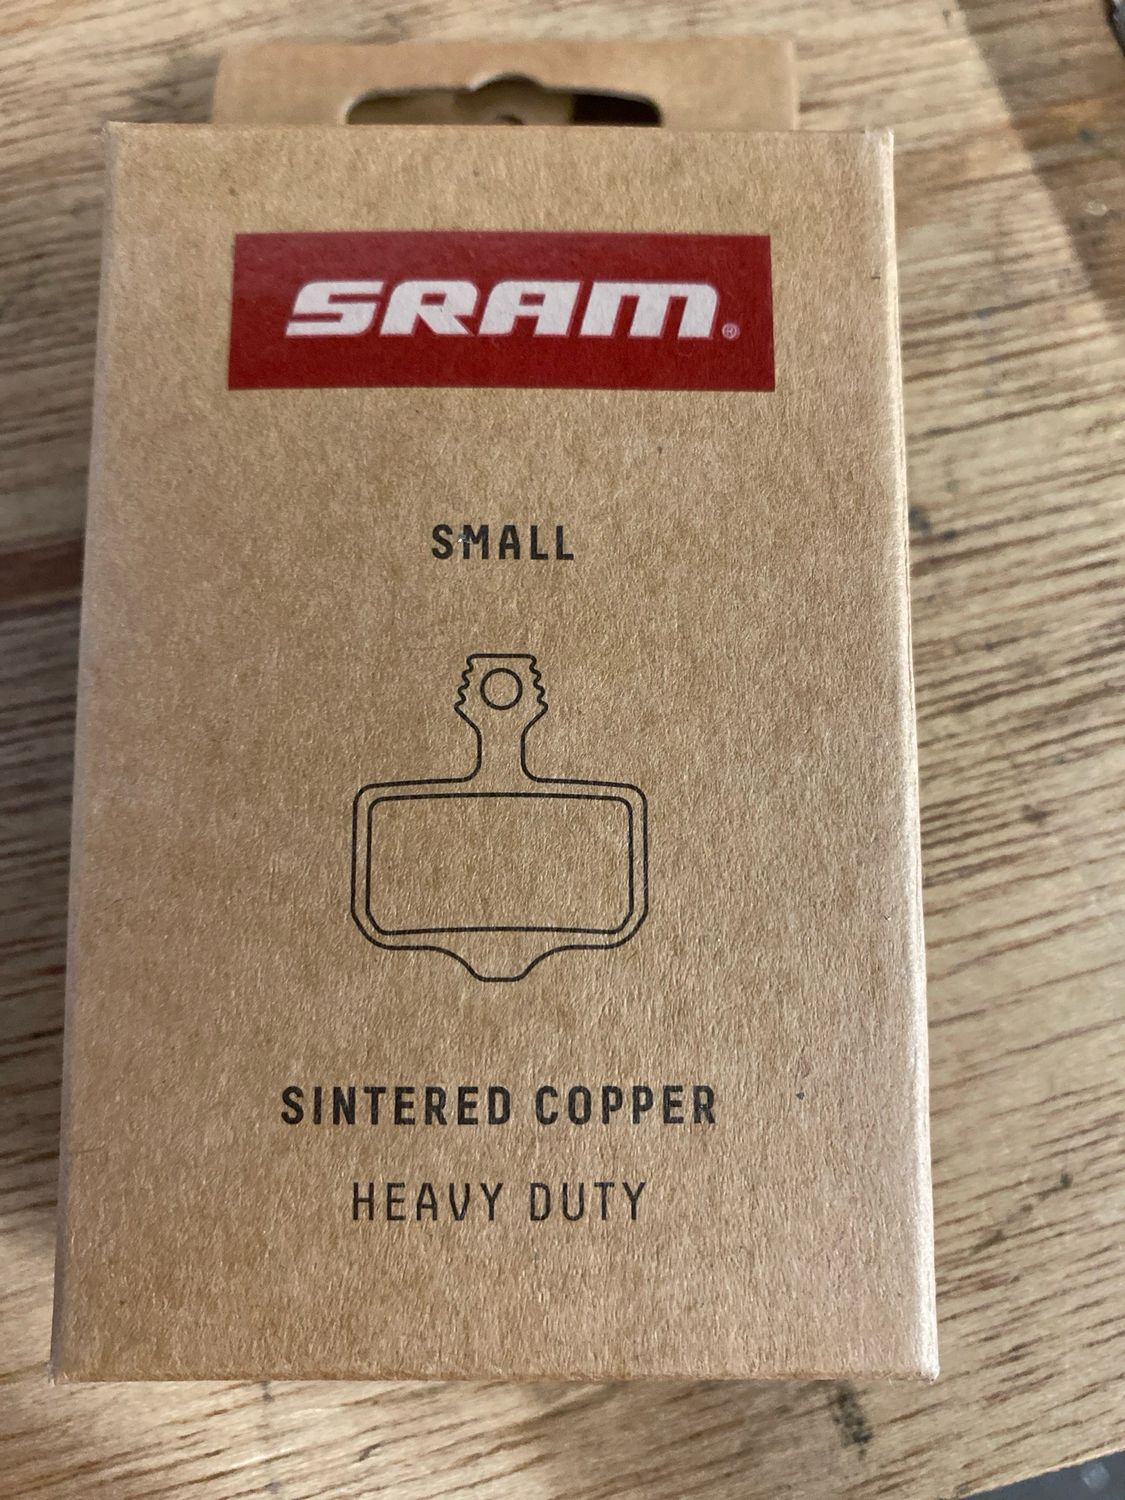 SRAM®
SMALL
SINTERED COPPER
HEAVY DUTY